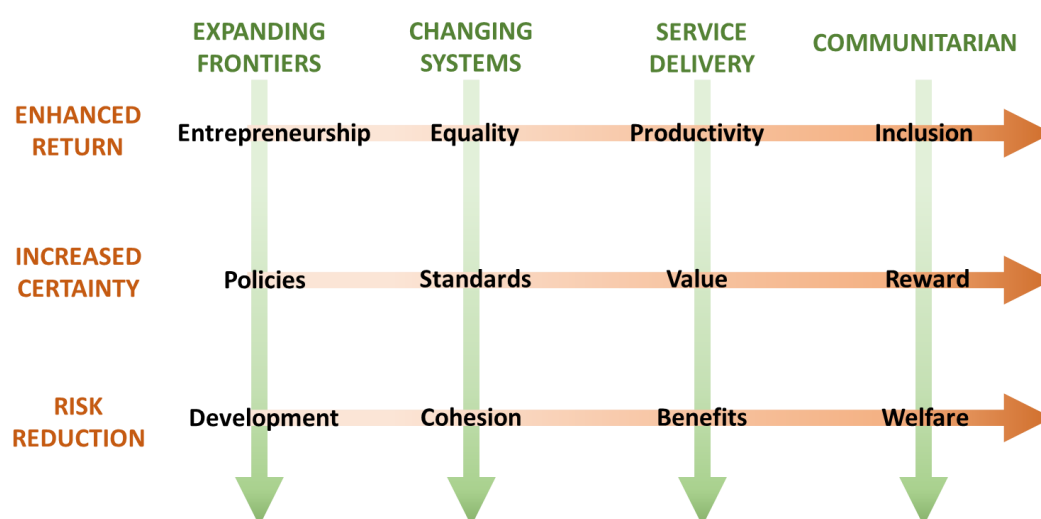 EXPANDING
FRONTIERS
CHANGING
SYSTEMS
SERVICE
DELIVERY
COMMUNITARIAN
ENHANCED
RETURN
Entrepreneurship Equality Productivity Inclusion
INCREASED
CERTAINTY
Policies Standards Value Reward
RISK
REDUCTION
Development Cohesion Benefits Welfare